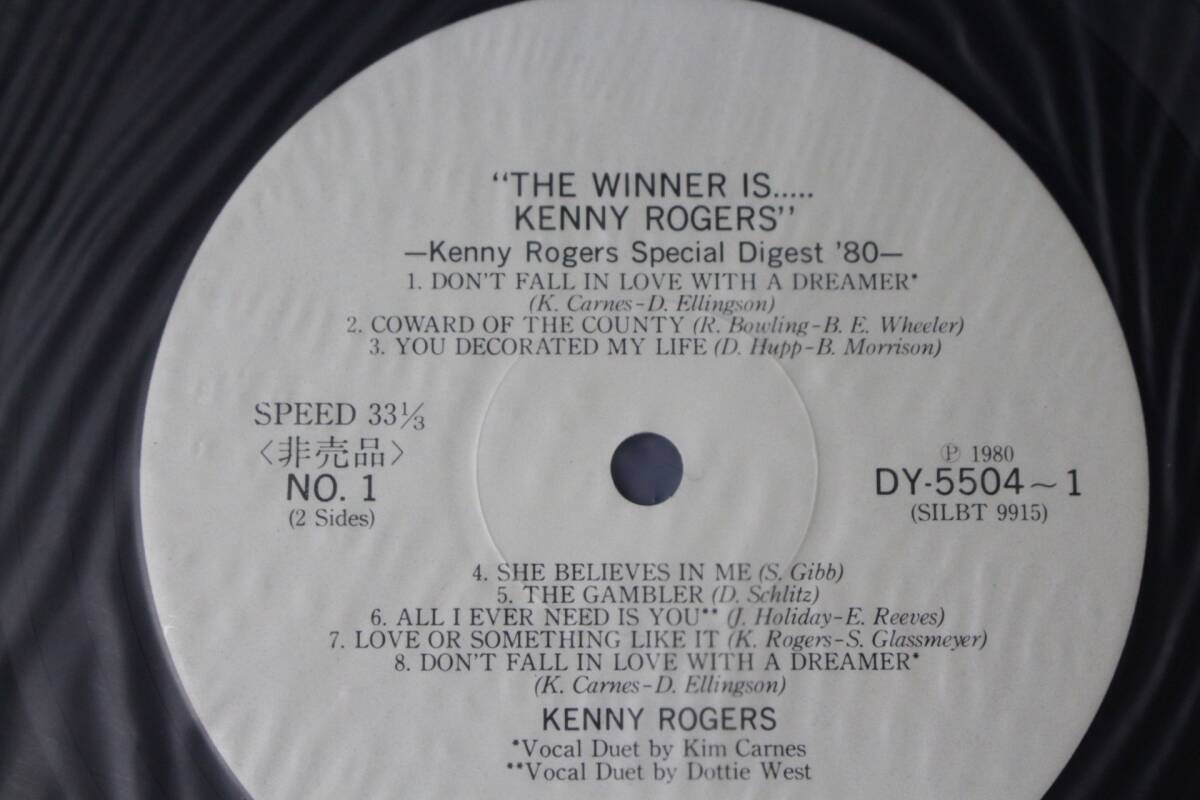 “THE WINNER IS.....
KENNY ROGERS”
—Kenny Rogers Special Digest '80—
1. DON'T FALL IN LOVE WITH A DREAMER*
(K. Carnes-D. Ellingson)
2. COWARD OF THE COUNTY (R. Bowling-B. E. Wheeler)
3. YOU DECORATED MY LIFE (D. Hupp-B. Morrison)
SPEED 33⅓
〈非売品〉
NO. 1
(2 Sides)
Ⓟ 1980
DY-5504~1
(SILBT 9915)
4. SHE BELIEVES IN ME (S. Gibb)
5. THE GAMBLER (D. Schlitz)
6. ALL I EVER NEED IS YOU** (J. Holiday-E. Reeves)
7. LOVE OR SOMETHING LIKE IT (K. Rogers-S. Glassmeyer)
8. DON'T FALL IN LOVE WITH A DREAMER*
(K. Carnes-D. Ellingson)
KENNY ROGERS
*Vocal Duet by Kim Carnes
**Vocal Duet by Dottie West